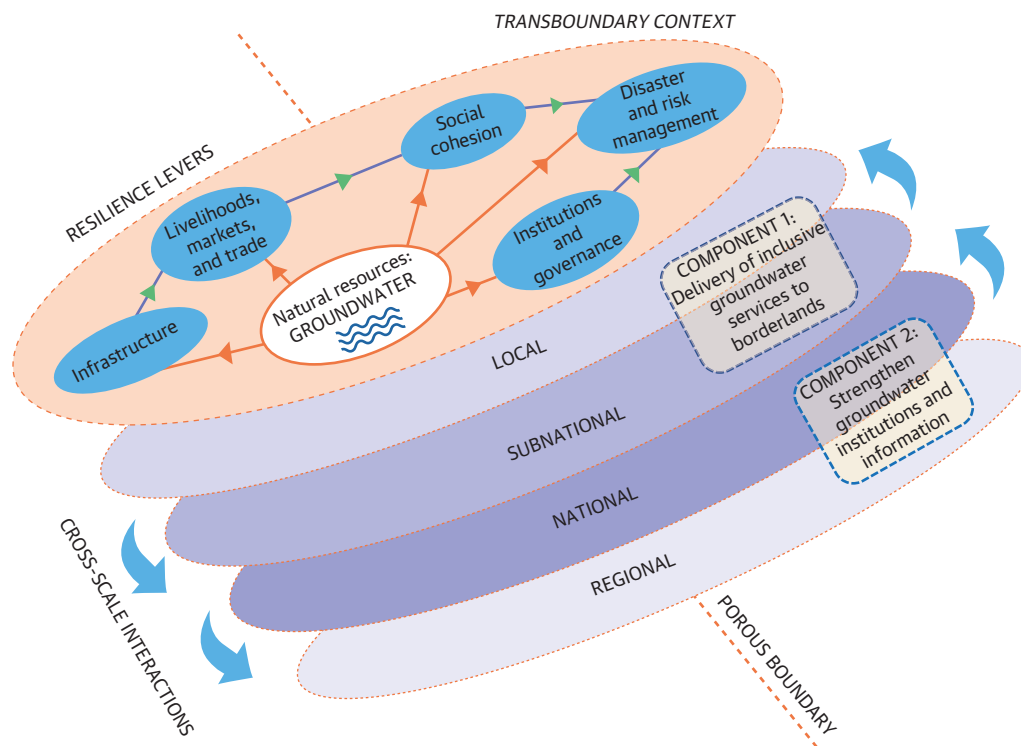 TRANSBOUNDARY CONTEXT
RESILIENCE LEVERS
Disaster
and risk
management
Social
cohesion
Livelihoods,
markets,
and trade
Institutions
and
governance
Natural resources:
GROUNDWATER
Infrastructure
LOCAL
SUBNATIONAL
NATIONAL
REGIONAL
COMPONENT 1:
Delivery of inclusive
groundwater
services to
borderlands
COMPONENT 2:
Strengthen
groundwater
institutions and
information
CROSS-SCALE INTERACTIONS
POROUS BOUNDARY